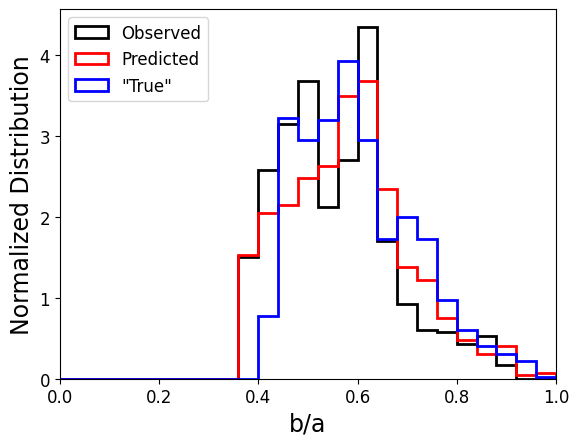 Observed
Predicted
"True"
Normalized Distribution
4
3
2
1
0
0.0 0.2 0.4 0.6 0.8 1.0
b/a